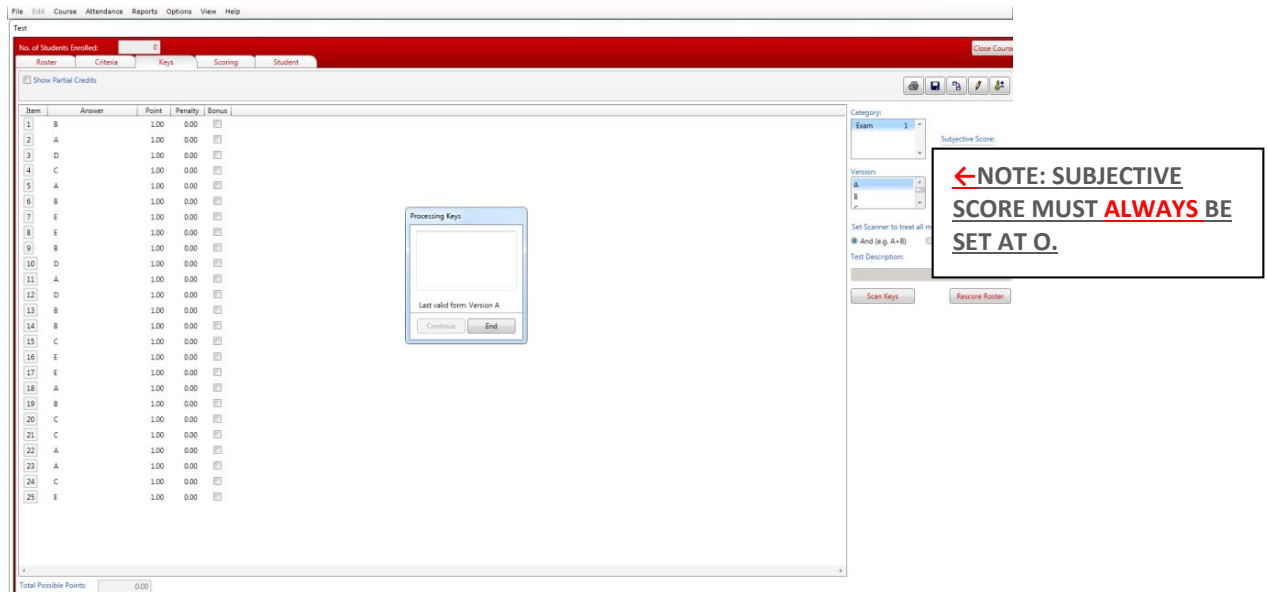 File Edit Course Attendance Reports Options View Help
Test
No. of Students Enrolled: 0 Close Course
Roster Criteria Keys Scoring Student
Show Partial Credits
Item Answer Point Penalty Bonus
1 B 1.00 0.00
2 A 1.00 0.00
3 D 1.00 0.00
4 C 1.00 0.00
5 A 1.00 0.00
6 B 1.00 0.00
7 E 1.00 0.00
8 E 1.00 0.00
9 B 1.00 0.00
10 D 1.00 0.00
11 A 1.00 0.00
12 D 1.00 0.00
13 B 1.00 0.00
14 B 1.00 0.00
15 C 1.00 0.00
16 E 1.00 0.00
17 E 1.00 0.00
18 A 1.00 0.00
19 B 1.00 0.00
20 C 1.00 0.00
21 C 1.00 0.00
22 A 1.00 0.00
23 A 1.00 0.00
24 C 1.00 0.00
25 E 1.00 0.00
Total Possible Points: 0.00
Processing Keys
Last valid form: Version A
Continue End
Category:
Exam 1
Subjective Score:
Version:
A
B
Set Scanner to treat all
And (e.g. A+B)
Test Description:
Scan Keys Rescore Roster
←NOTE: SUBJECTIVE
SCORE MUST ALWAYS BE
SET AT O.